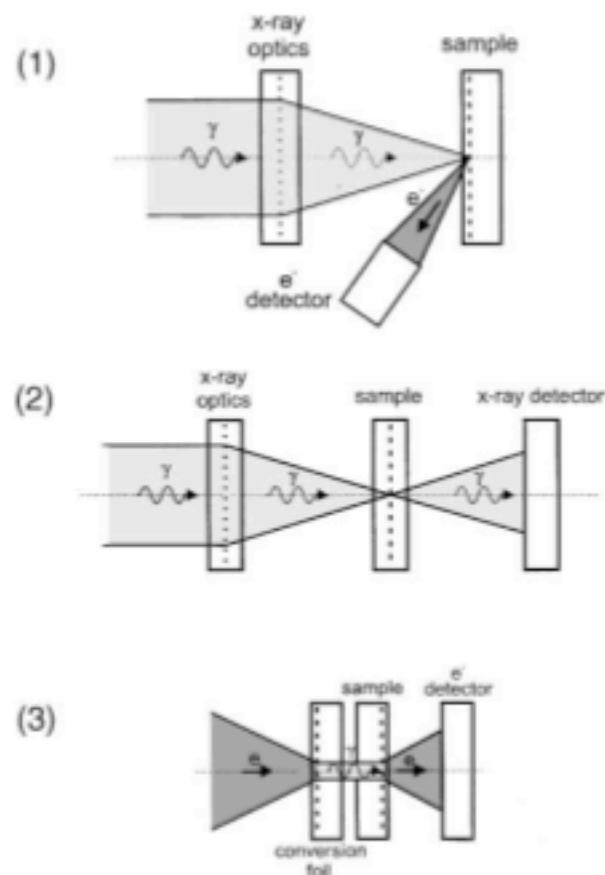 (1)
x-ray
optics
sample
γ
γ
e-
e-
detector
(2)
x-ray
optics
sample
x-ray detector
γ
γ
γ
(3)
sample
e-
detector
e
γ
e
conversion
foil